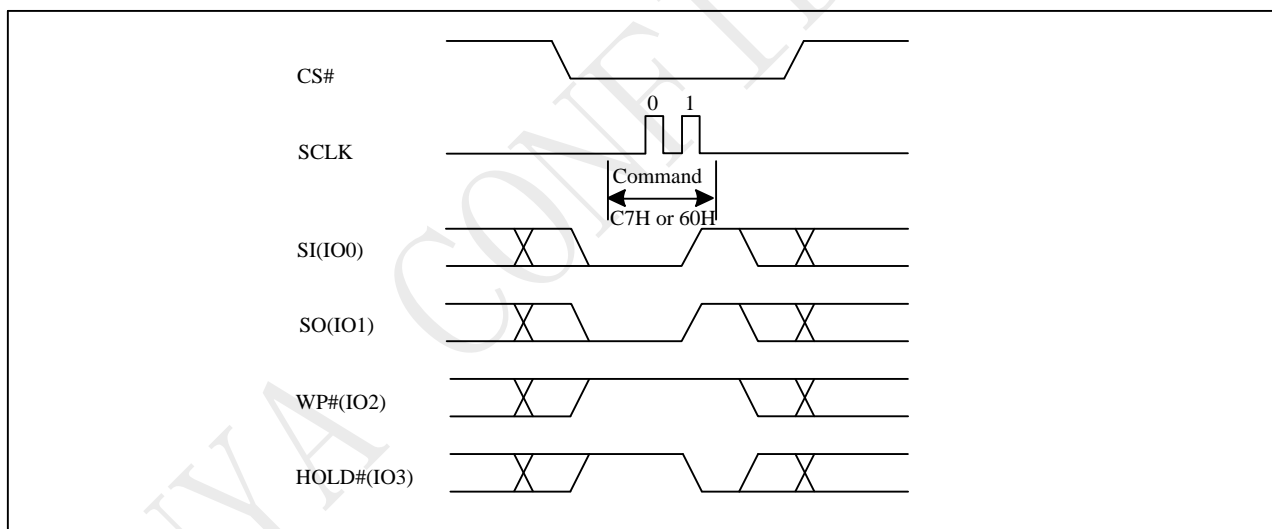 CS#
0 1
SCLK
Command
C7H or 60H
SI(IO0)
SO(IO1)
WP#(IO2)
HOLD#(IO3)